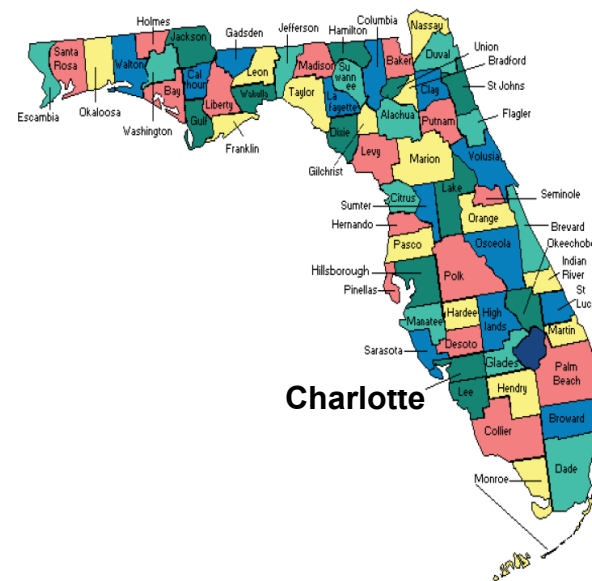 Holmes
Jackson
Gadsden
Jefferson
Hamilton
Columbia
Nassau
Santa
Rosa
Walton
Okaloosa
Escambia
Washington
Bay
Cal
houn
Gulf
Liberty
Leon
Wakulla
Franklin
Madison
Taylor
Su
wann
ee
La
fayette
Dixie
Gilchrist
Baker
Duval
Union
Bradford
Clay
St Johns
Alachua
Putnam
Flagler
Levy
Marion
Volusia
Citrus
Lake
Sumter
Seminole
Hernando
Orange
Brevard
Pasco
Osceola
Okeechobe
Indian
River
Hillsborough
Polk
Pinellas
St
Luc
Manatee
Hardee
High
lands
Martin
Sarasota
Desoto
Glades
Palm
Beach
Charlotte
Lee
Hendry
Collier
Broward
Monroe
Dade